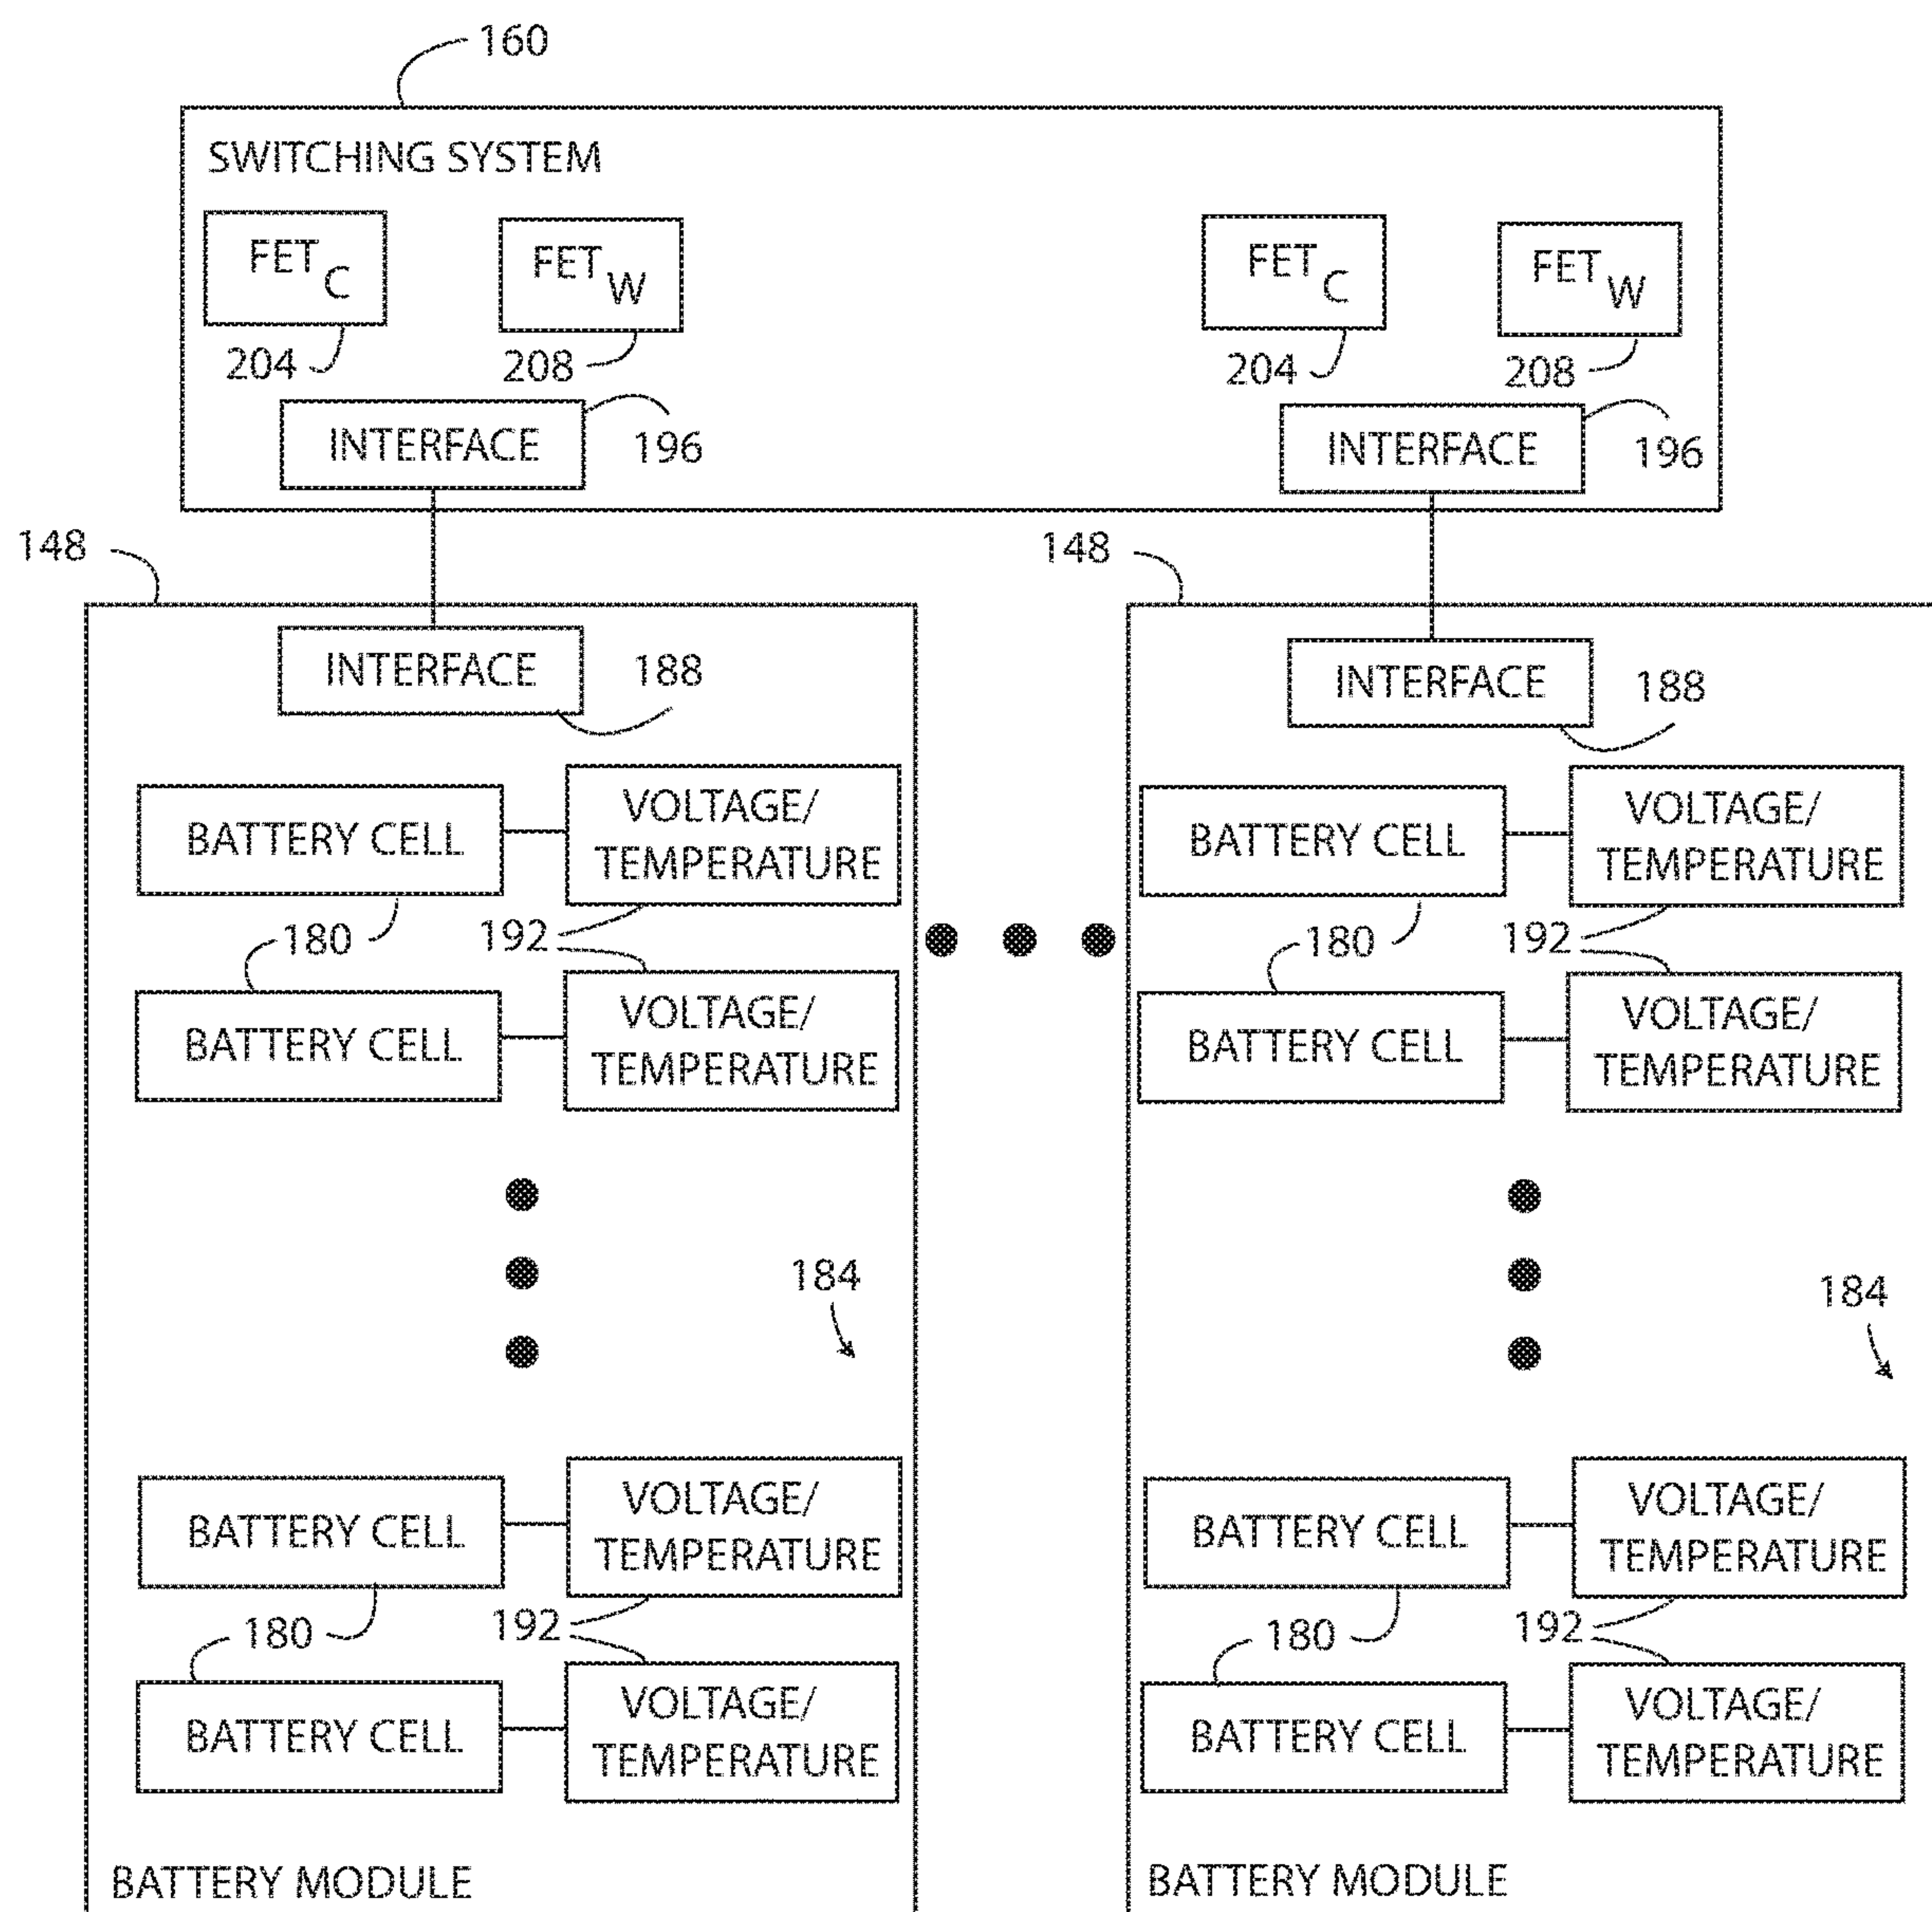 160
SWITCHING SYSTEM
FET C
FET W
FET C
FET W
204
208
204
208
INTERFACE
196
INTERFACE
196
148
148
INTERFACE
188
INTERFACE
188
BATTERY CELL
VOLTAGE/
TEMPERATURE
BATTERY CELL
VOLTAGE/
TEMPERATURE
180
192
180
192
BATTERY CELL
VOLTAGE/
TEMPERATURE
BATTERY CELL
VOLTAGE/
TEMPERATURE
184
184
BATTERY CELL
VOLTAGE/
TEMPERATURE
BATTERY CELL
VOLTAGE/
TEMPERATURE
180
192
180
192
BATTERY CELL
VOLTAGE/
TEMPERATURE
BATTERY CELL
VOLTAGE/
TEMPERATURE
BATTERY MODULE
BATTERY MODULE